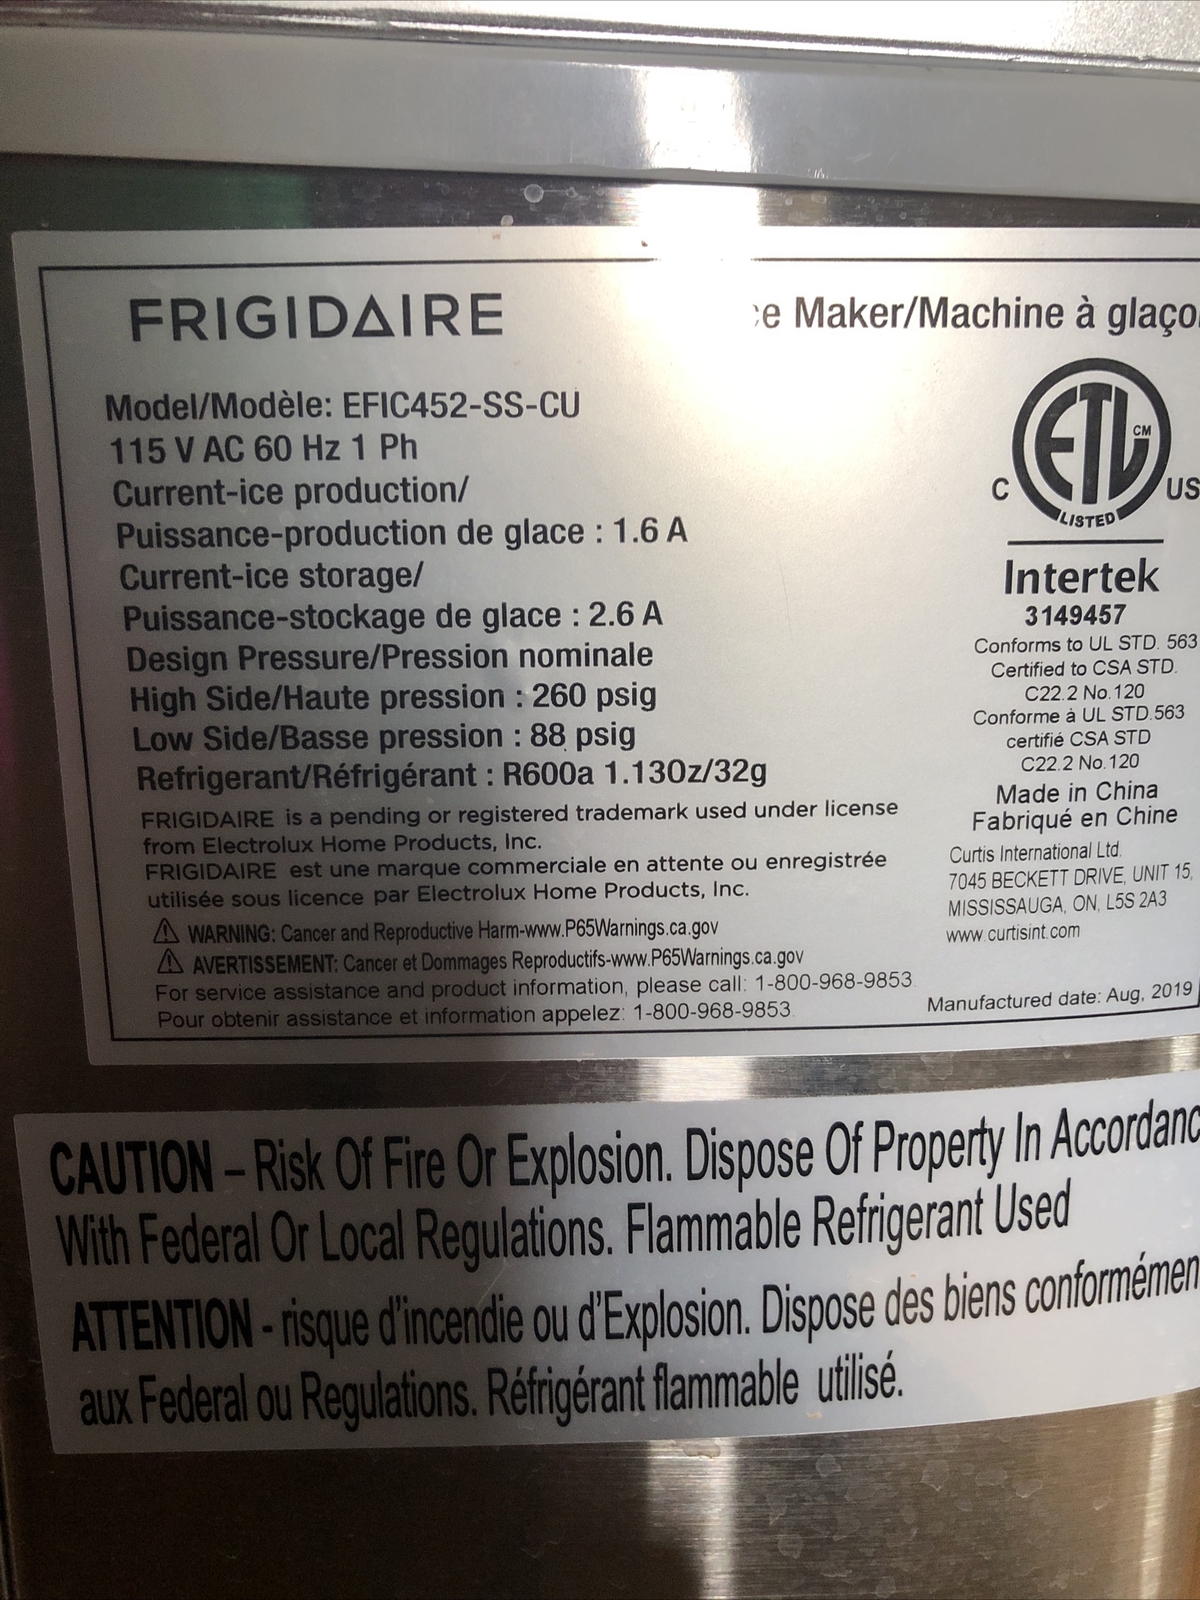 FRIGIDAIRE
Maker/Machine à
Model/Modèle: EFIC452-SS-CU
115 V AC 60 Hz 1 Ph
Current-ice production/
Puissance-production de glace : 1.6 A
Current-ice storage/
Puissance-stockage de glace : 2.6 A
Design Pressure/Pression nominale
High Side/Haute pression : 260 psig
Low Side/Basse pression : 88 psig
Refrigerant/Réfrigérant : R600a 1.13Oz/32g
FRIGIDAIRE is a pending or registered trademark used under license
from Electrolux Home Products, Inc.
FRIGIDAIRE est une marque commerciale en attente ou enregistrée
utilisée sous licence par Electrolux Home Products, Inc.
WARNING: Cancer and Reproductive Harm-www.P65Warnings.ca.gov
AVERTISSEMENT: Cancer et Dommages Reproductifs-www.P65Warnings.ca.gov
For service assistance and product information, please call: 1-800-968-9853.
Pour obtenir assistance et information appelez: 1-800-968-9853.
ETL CM
C US
LISTED
Intertek
3149457
Conforms to UL STD. 563
Certified to CSA STD.
C22.2 No.120
Conforme à UL STD.563
certifié CSA STD
C22.2 No.120
Made in China
Fabriqué en Chine
Curtis International Ltd.
7045 BECKETT DRIVE, UNIT 15,
MISSISSAUGA, ON, L5S 2A3
www.curtisint.com
Manufactured date: Aug, 2019
CAUTION – Risk Of Fire Or Explosion. Dispose Of Property In
With Federal Or Local Regulations. Flammable Refrigerant Used
ATTENTION - risque d'incendie ou d'Explosion. Dispose des biens
aux Federal ou Regulations. Réfrigérant flammable utilisé.